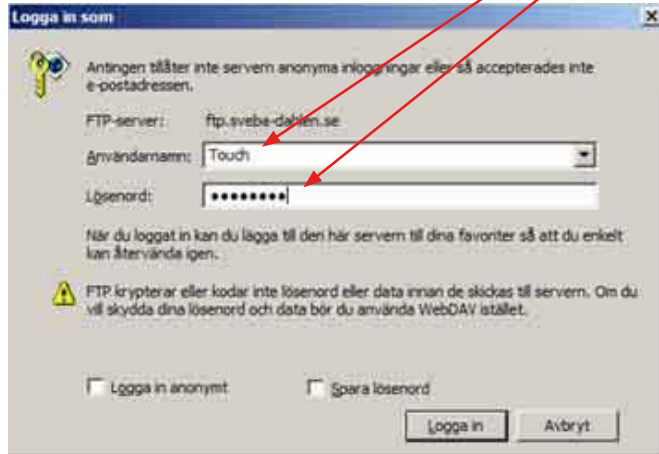 Logga in som
Antingen tillåter inte servern anonyma inloggningar eller så accepterades inte
e-postadressen.
FTP-server: ftp.sveba-dahlen.se
Användarnamn: Touch
Lösenord: ●●●●●●●●
När du loggat in kan du lägga till den här servern till dina favoriter så att du enkelt
kan återvända igen.
FTP krypterar eller kodar inte lösenord eller data innan de skickas till servern. Om du
vill skydda dina lösenord och data bör du använda WebDAV istället.
Logga in anonymt Spara lösenord
Logga in Avbryt